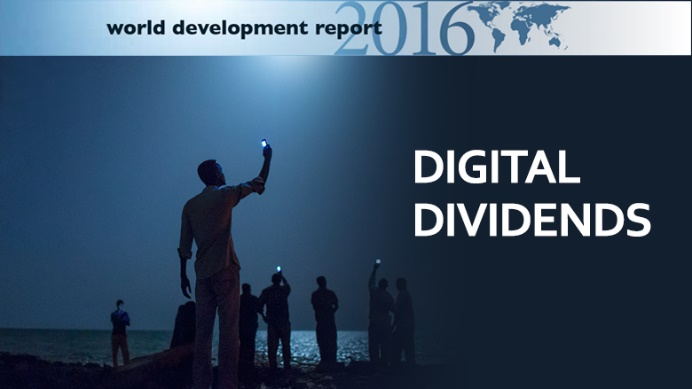 world development report 2016
DIGITAL
DIVIDENDS